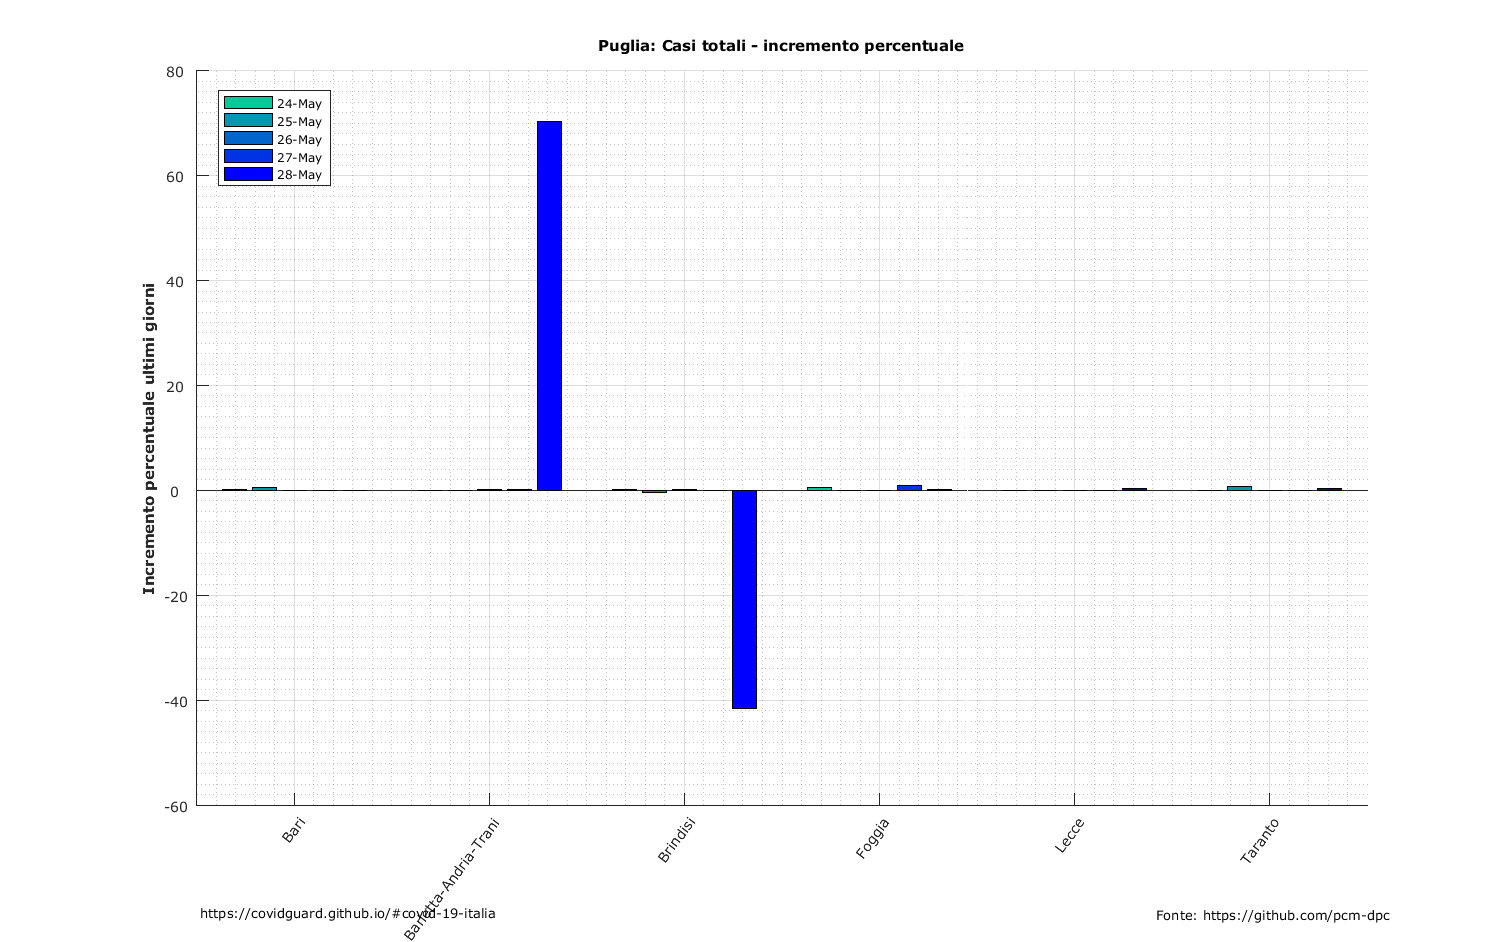 Puglia: Casi totali - incremento percentuale
Incremento percentuale ultimi giorni
80
60
40
20
0
-20
-40
-60
24-May
25-May
26-May
27-May
28-May
Bari
Barletta-Andria-Trani
Brindisi
Foggia
Lecce
Taranto
https://covidguard.github.io/#covid-19-italia
Fonte: https://github.com/pcm-dpc